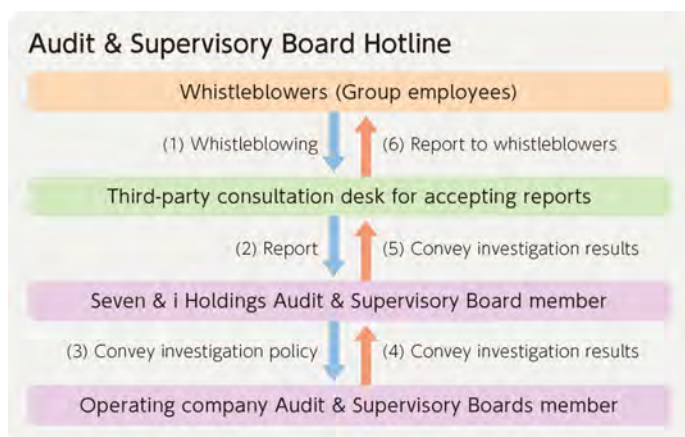 Audit & Supervisory Board Hotline
Whistleblowers (Group employees)
(1) Whistleblowing
(6) Report to whistleblowers
Third-party consultation desk for accepting reports
(2) Report
(5) Convey investigation results
Seven & i Holdings Audit & Supervisory Board member
(3) Convey investigation policy
(4) Convey investigation results
Operating company Audit & Supervisory Boards member